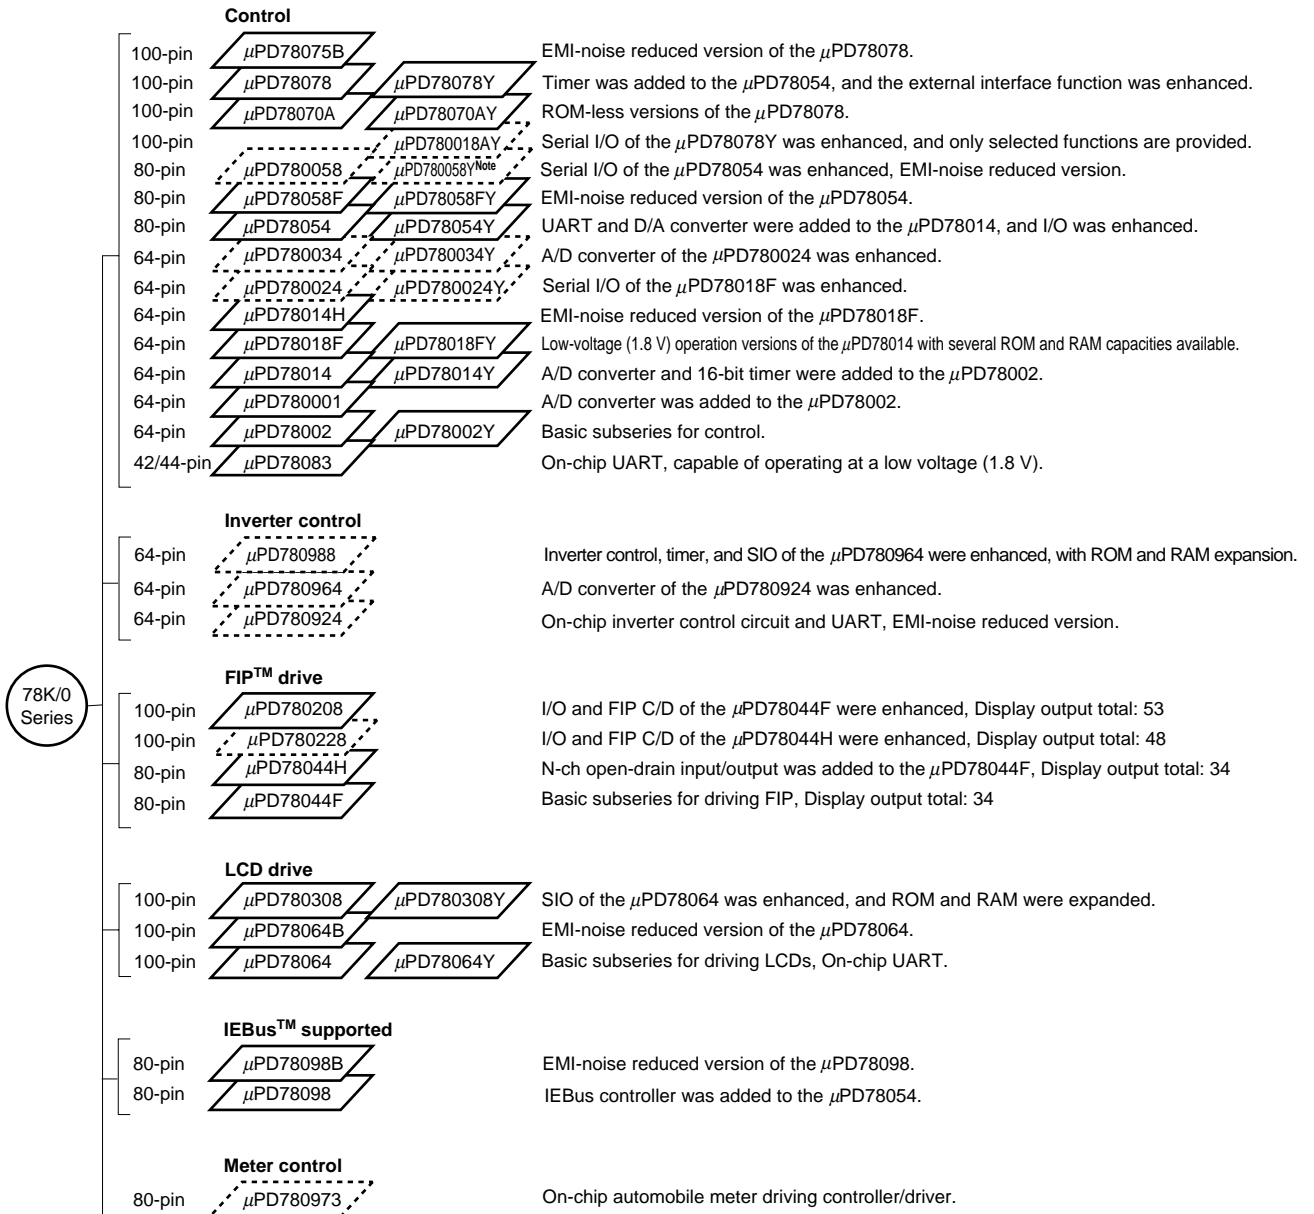 Control
100-pin μPD78075B EMI-noise reduced version of the μPD78078.
100-pin μPD78078 μPD78078Y Timer was added to the μPD78054, and the external interface function was enhanced.
100-pin μPD78070A μPD78070AY ROM-less versions of the μPD78078.
100-pin μPD780018AY Serial I/O of the μPD78078Y was enhanced, and only selected functions are provided.
80-pin μPD780058 μPD780058YNote Serial I/O of the μPD78054 was enhanced, EMI-noise reduced version.
80-pin μPD78058F μPD78058FY EMI-noise reduced version of the μPD78054.
80-pin μPD78054 μPD78054Y UART and D/A converter were added to the μPD78014, and I/O was enhanced.
64-pin μPD780034 μPD780034Y A/D converter of the μPD780024 was enhanced.
64-pin μPD780024 μPD780024Y Serial I/O of the μPD78018F was enhanced.
64-pin μPD78014H EMI-noise reduced version of the μPD78018F.
64-pin μPD78018F μPD78018FY Low-voltage (1.8 V) operation versions of the μPD78014 with several ROM and RAM capacities available.
64-pin μPD78014 μPD78014Y A/D converter and 16-bit timer were added to the μPD78002.
64-pin μPD780001 A/D converter was added to the μPD78002.
64-pin μPD78002 μPD78002Y Basic subseries for control.
42/44-pin μPD78083 On-chip UART, capable of operating at a low voltage (1.8 V).
Inverter control
64-pin μPD780988 Inverter control, timer, and SIO of the μPD780964 were enhanced, with ROM and RAM expansion.
64-pin μPD780964 A/D converter of the μPD780924 was enhanced.
64-pin μPD780924 On-chip inverter control circuit and UART, EMI-noise reduced version.
78K/0
Series
FIPTM drive
100-pin μPD780208 I/O and FIP C/D of the μPD78044F were enhanced, Display output total: 53
100-pin μPD780228 I/O and FIP C/D of the μPD78044H were enhanced, Display output total: 48
80-pin μPD78044H N-ch open-drain input/output was added to the μPD78044F, Display output total: 34
80-pin μPD78044F Basic subseries for driving FIP, Display output total: 34
LCD drive
100-pin μPD780308 μPD780308Y SIO of the μPD78064 was enhanced, and ROM and RAM were expanded.
100-pin μPD78064B EMI-noise reduced version of the μPD78064.
100-pin μPD78064 μPD78064Y Basic subseries for driving LCDs, On-chip UART.
IEBusTM supported
80-pin μPD78098B EMI-noise reduced version of the μPD78098.
80-pin μPD78098 IEBus controller was added to the μPD78054.
Meter control
80-pin μPD780973 On-chip automobile meter driving controller/driver.